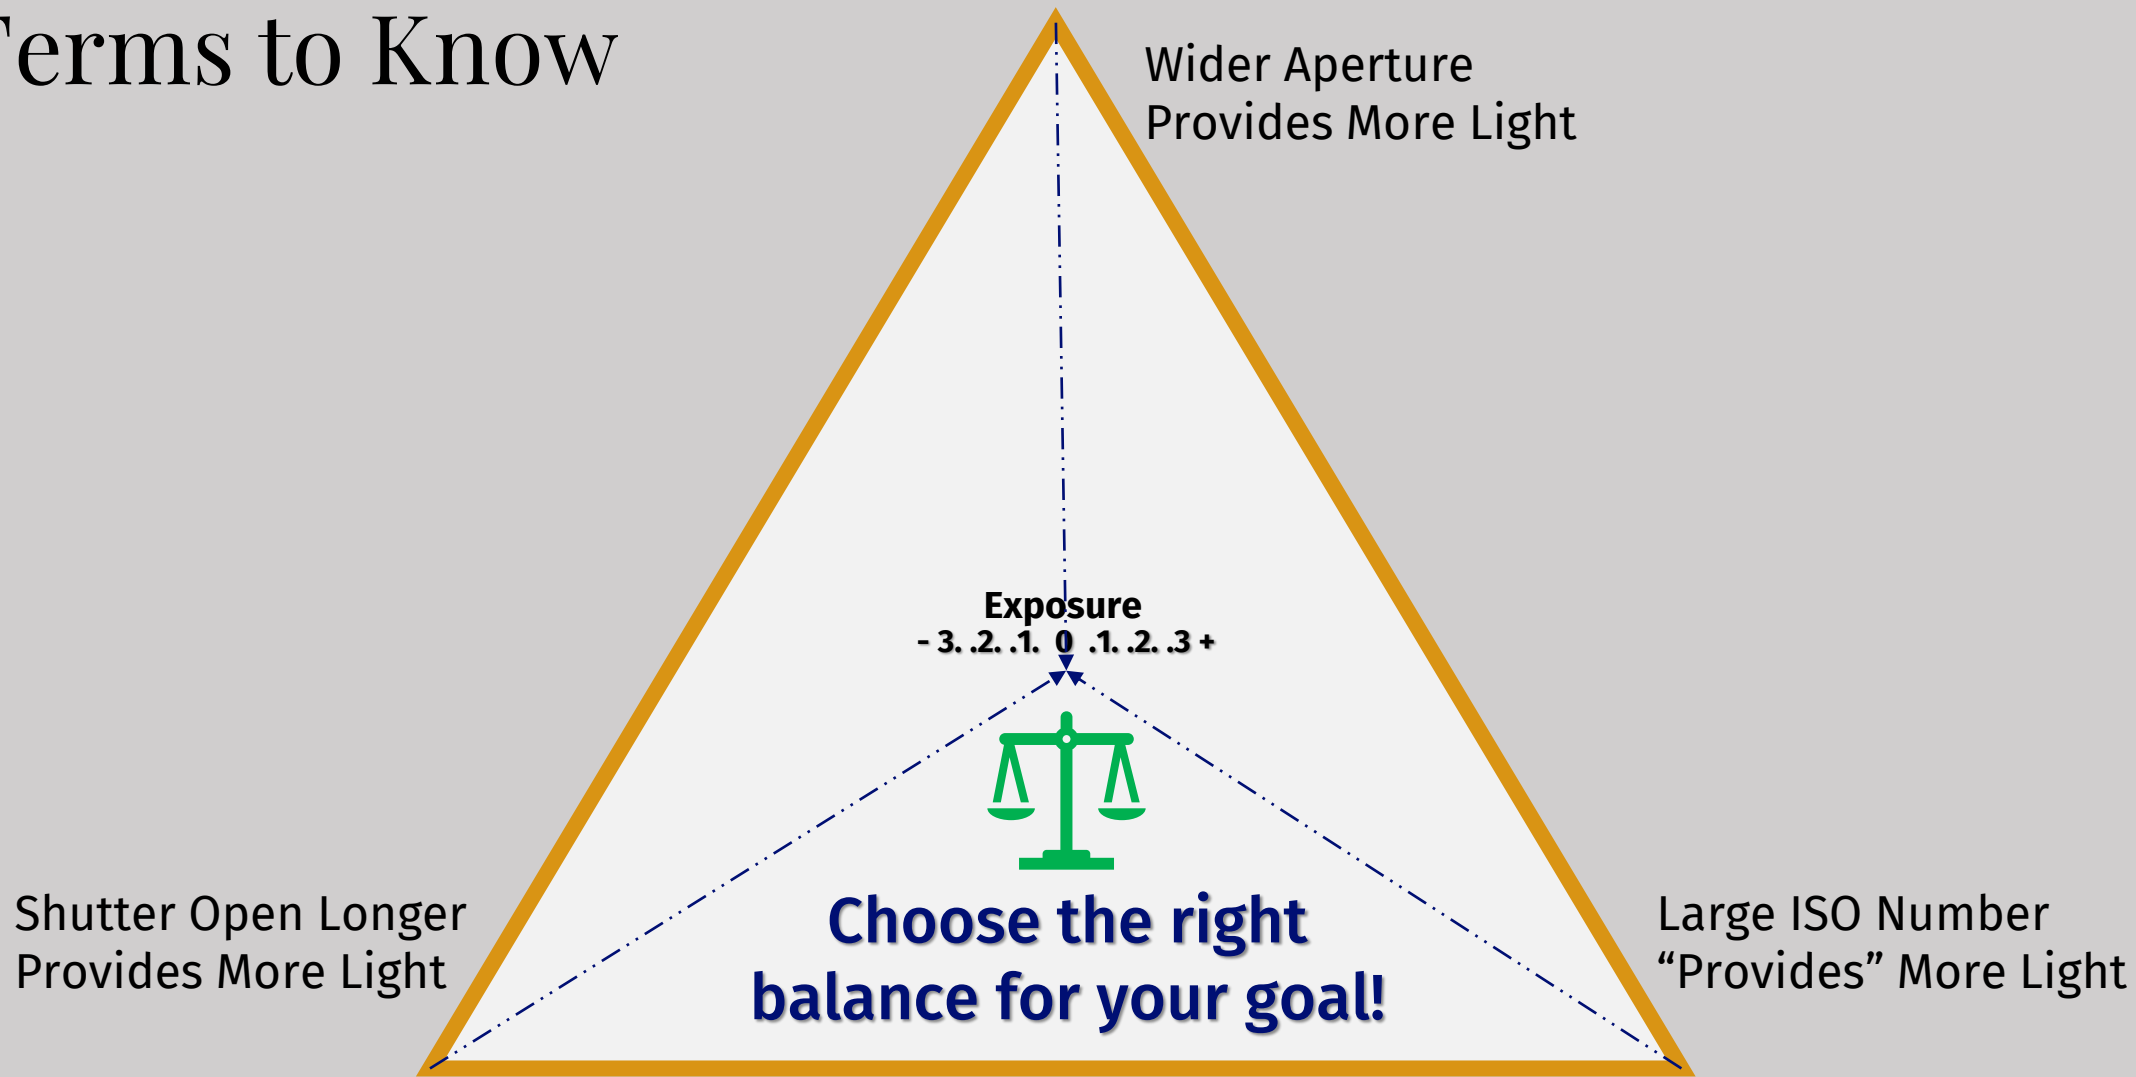 Terms to Know
Wider Aperture
Provides More Light
Exposure
- 3. .2. .1. 0 .1. .2. .3 +
Choose the right
balance for your goal!
Shutter Open Longer
Provides More Light
Large ISO Number
“Provides” More Light